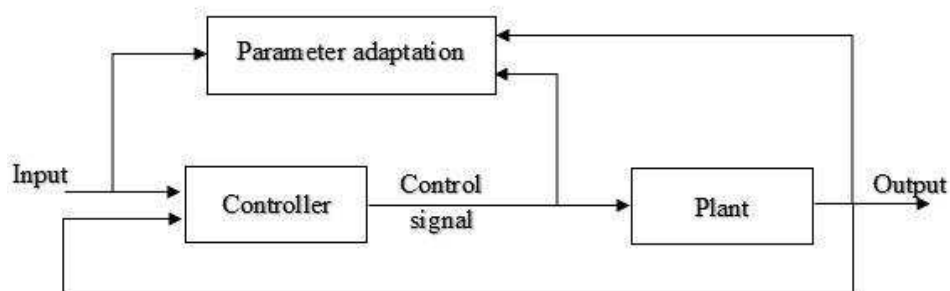 Parameter adaptation
Input
Controller
Control
signal
Plant
Output